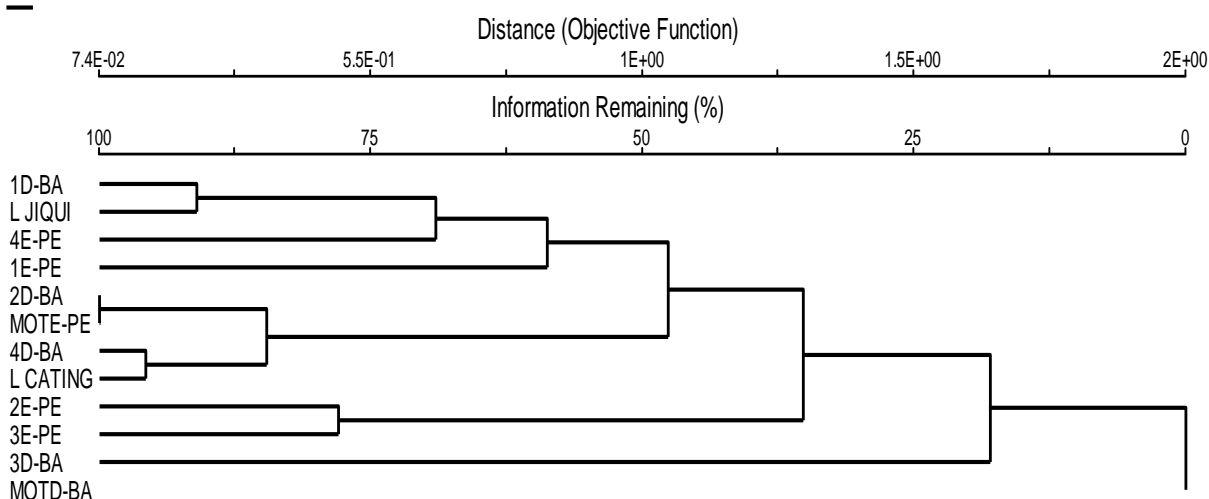 Distance (Objective Function)
7.4E-02 5.5E-01 1E+00 1.5E+00 2E+00
Information Remaining (%)
100 75 50 25 0
1D-BA
L JIQUI
4E-PE
1E-PE
2D-BA
MOTE-PE
4D-BA
L CATING
2E-PE
3E-PE
3D-BA
MOTD-BA